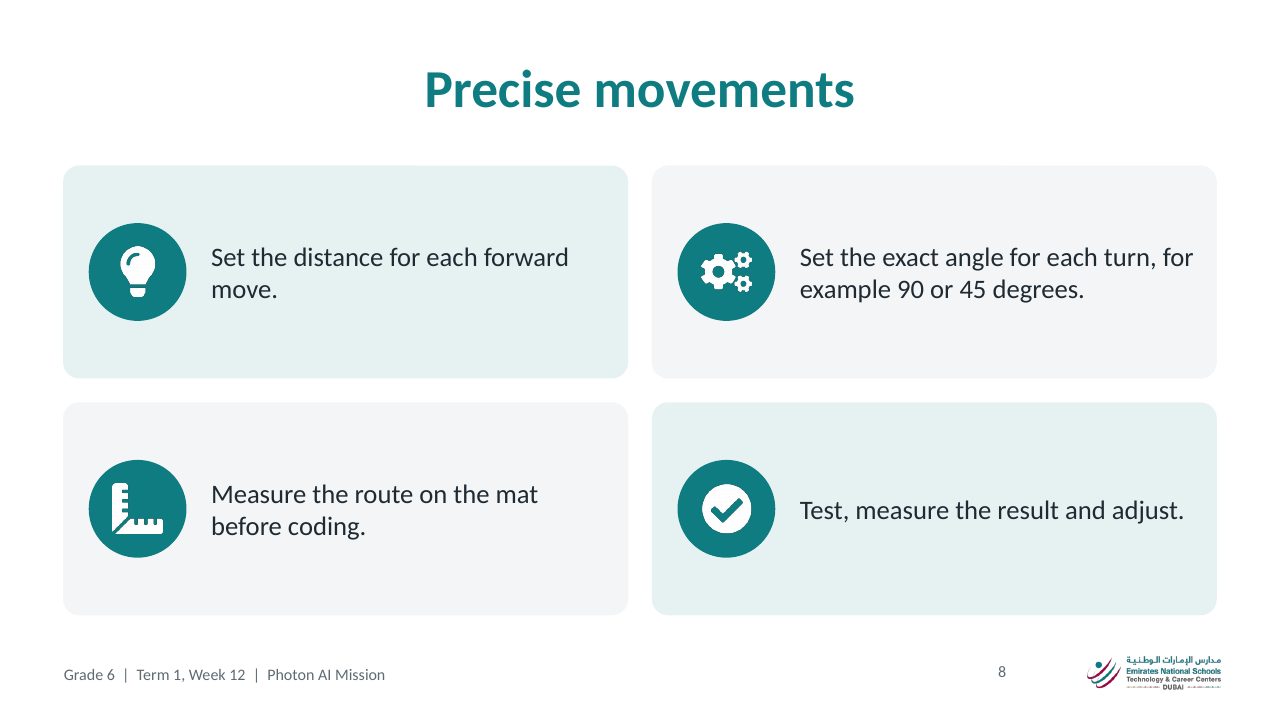 Precise movements
Set the distance for each forward
move.
Set the exact angle for each turn, for
example 90 or 45 degrees.
Measure the route on the mat
before coding.
Test, measure the result and adjust.
Grade 6 | Term 1, Week 12 | Photon AI Mission
8
مدارس الإمارات الوطنية
Emirates National Schools
Technology & Career Centers
DUBAI